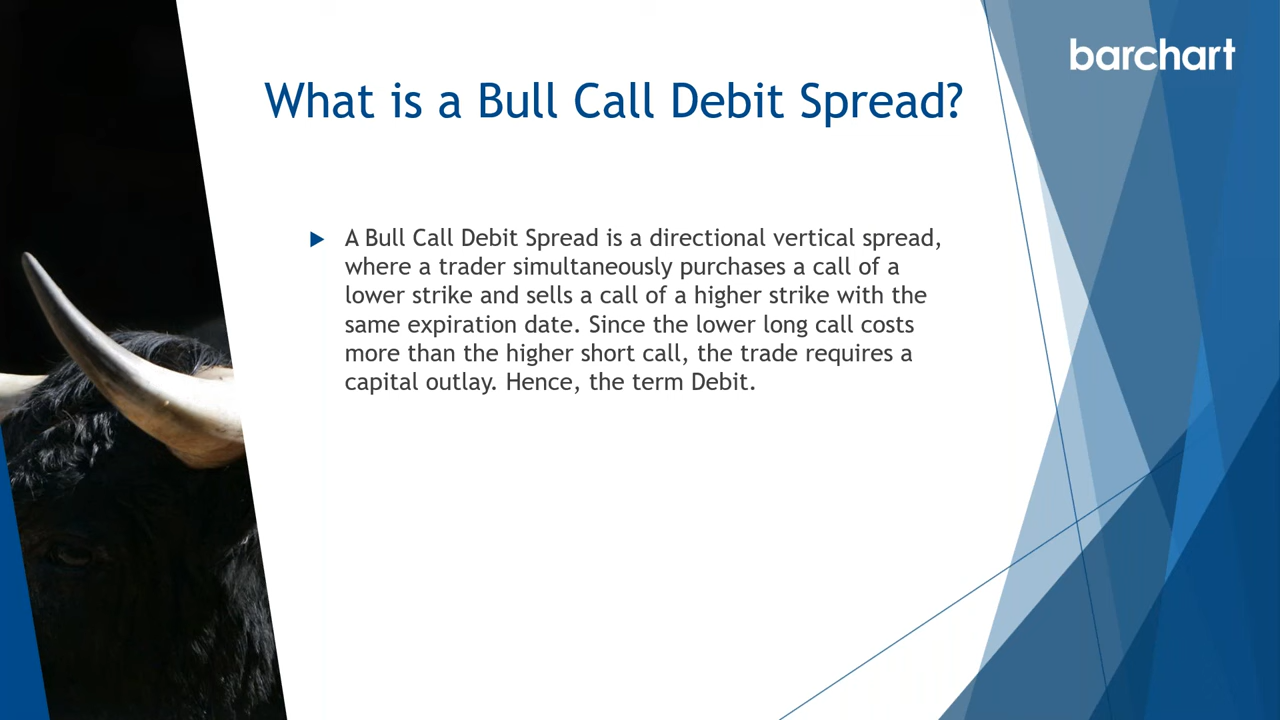 barchart
What is a Bull Call Debit Spread?
A Bull Call Debit Spread is a directional vertical spread,
where a trader simultaneously purchases a call of a
lower strike and sells a call of a higher strike with the
same expiration date. Since the lower long call costs
more than the higher short call, the trade requires a
capital outlay. Hence, the term Debit.